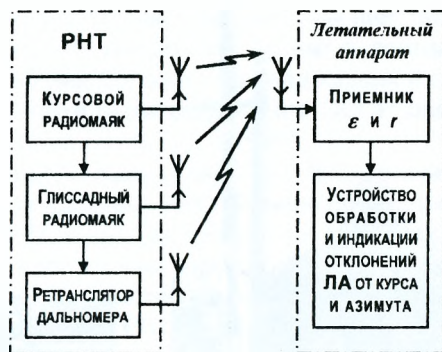 РНТ
КУРСОВОЙ
РАДИОМАЯК
ГЛИССАДНЫЙ
РАДИОМАЯК
РЕТРАНСЛЯТОР
ДАЛЬНОМЕРА
Летательный
аппарат
ПРИЕМНИК
ε и r
УСТРОЙСТВО
ОБРАБОТКИ
И ИНДИКАЦИИ
ОТКЛОНЕНИЙ
ЛА ОТ КУРСА
И АЗИМУТА